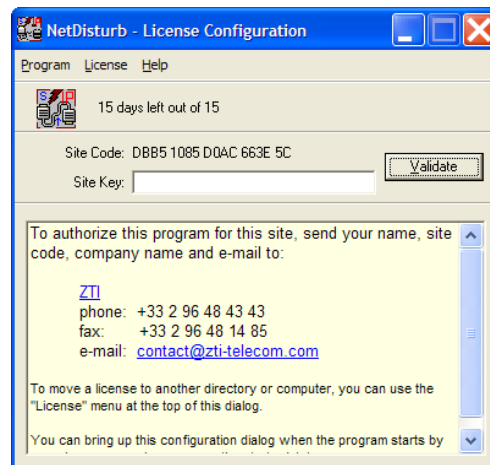 NetDisturb - License Configuration
Program License Help
15 days left out of 15
Site Code: DBB5 1085 D0AC 663E 5C
Site Key:
Validate
To authorize this program for this site, send your name, site
code, company name and e-mail to:
ZTI
phone: +33 2 96 48 43 43
fax: +33 2 96 48 14 85
e-mail: contact@zti-telecom.com
To move a license to another directory or computer, you can use the
"License" menu at the top of this dialog.
You can bring up this configuration dialog when the program starts by